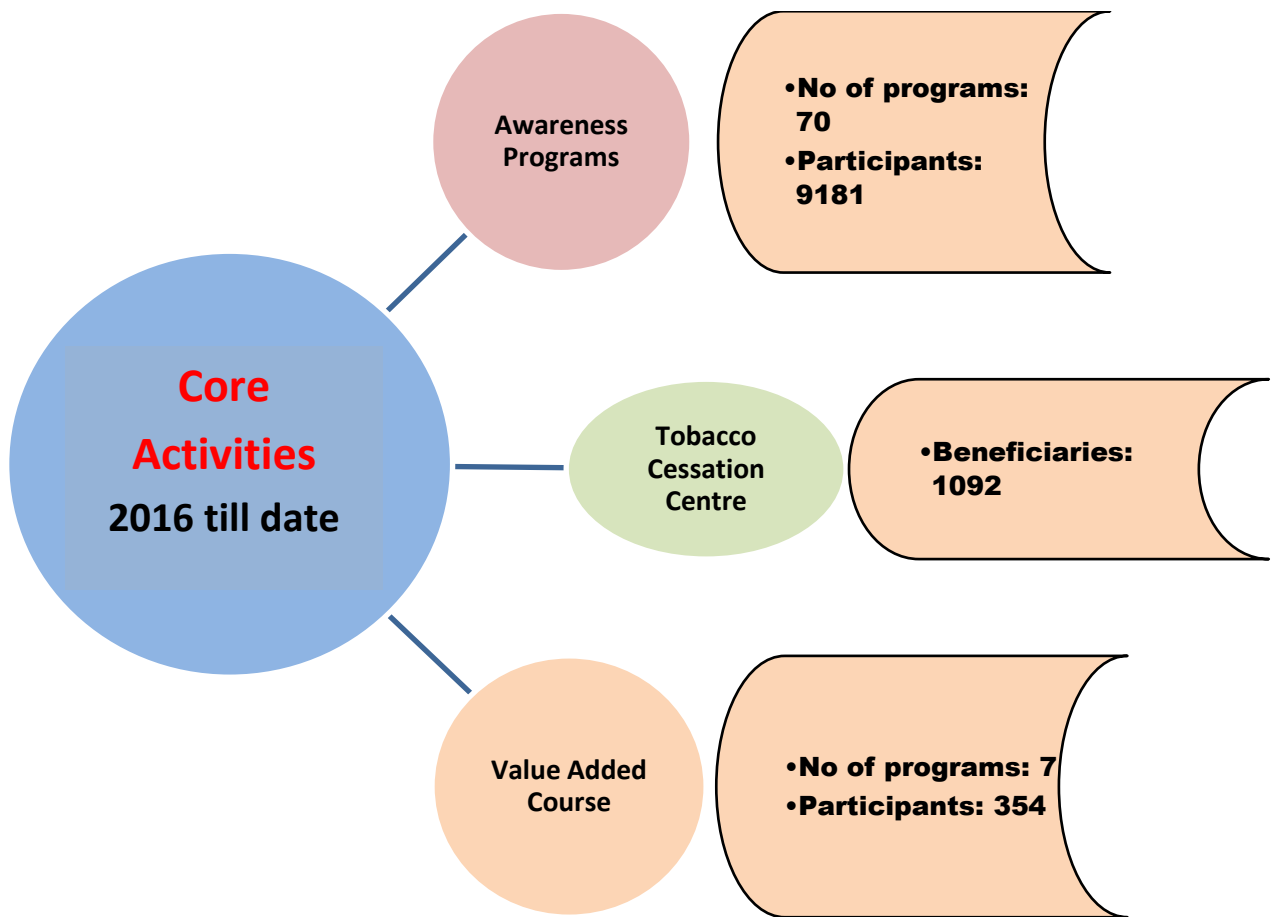 Core
Activities
2016 till date
Awareness
Programs
•No of programs:
70
•Participants:
9181
Tobacco
Cessation
Centre
•Beneficiaries:
1092
Value Added
Course
•No of programs: 7
•Participants: 354